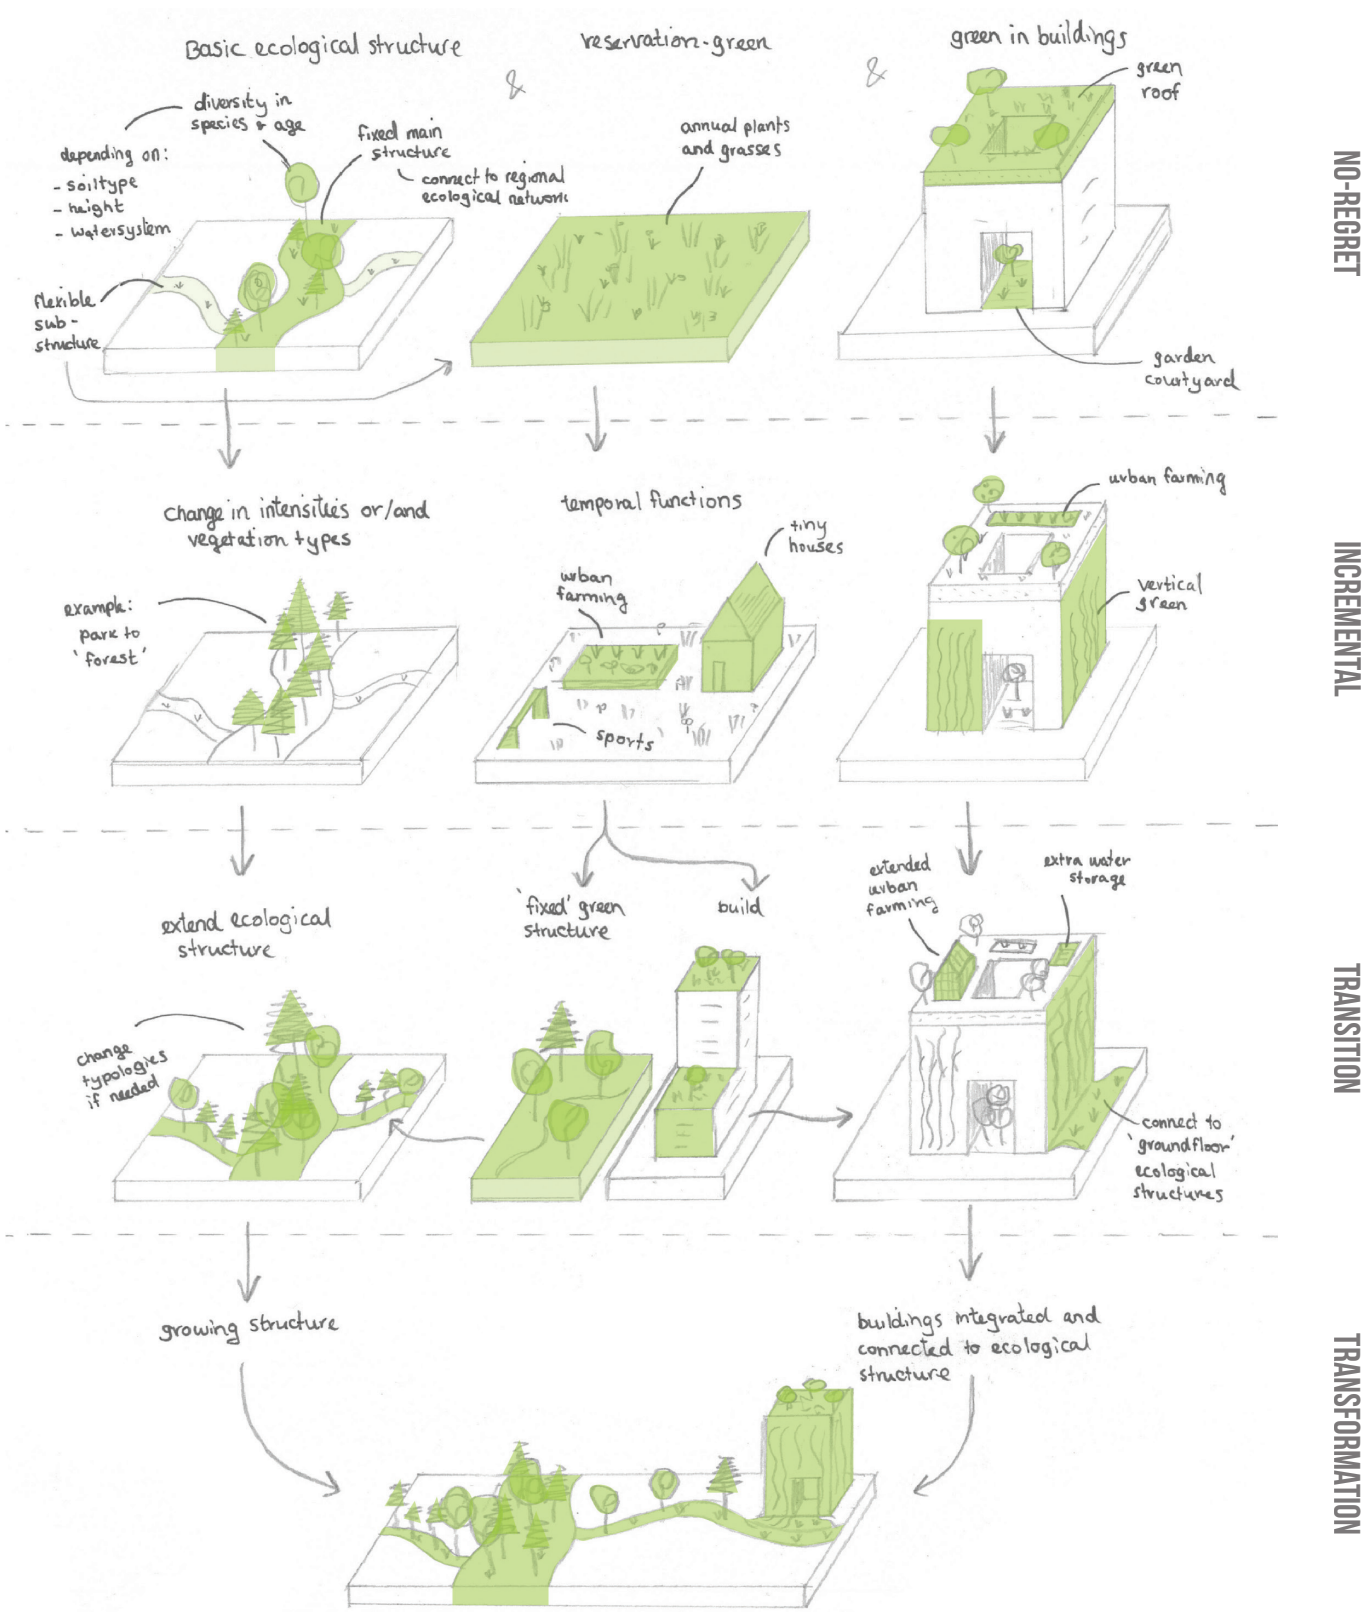 Basic ecological structure
&
reservation-green
&
green in buildings
diversity in
species & age
depending on:
- soiltype
- height
- watersystem
fixed main
structure
connect to regional
ecological network
flexible
sub-
structure
annual plants
and grasses
green
roof
garden
courtyard
NO-REGRET
change in intensities or/and
vegetation types
example:
park to
'forest'
temporal functions
urban
farming
tiny
houses
sports
urban farming
vertical
green
INCREMENTAL
extend ecological
structure
change
typologies
if needed
'fixed' green
structure
build
extended
urban
farming
extra water
storage
connect to
'groundfloor'
ecological
structures
TRANSITION
growing structure
buildings integrated and
connected to ecological
structure
TRANSFORMATION